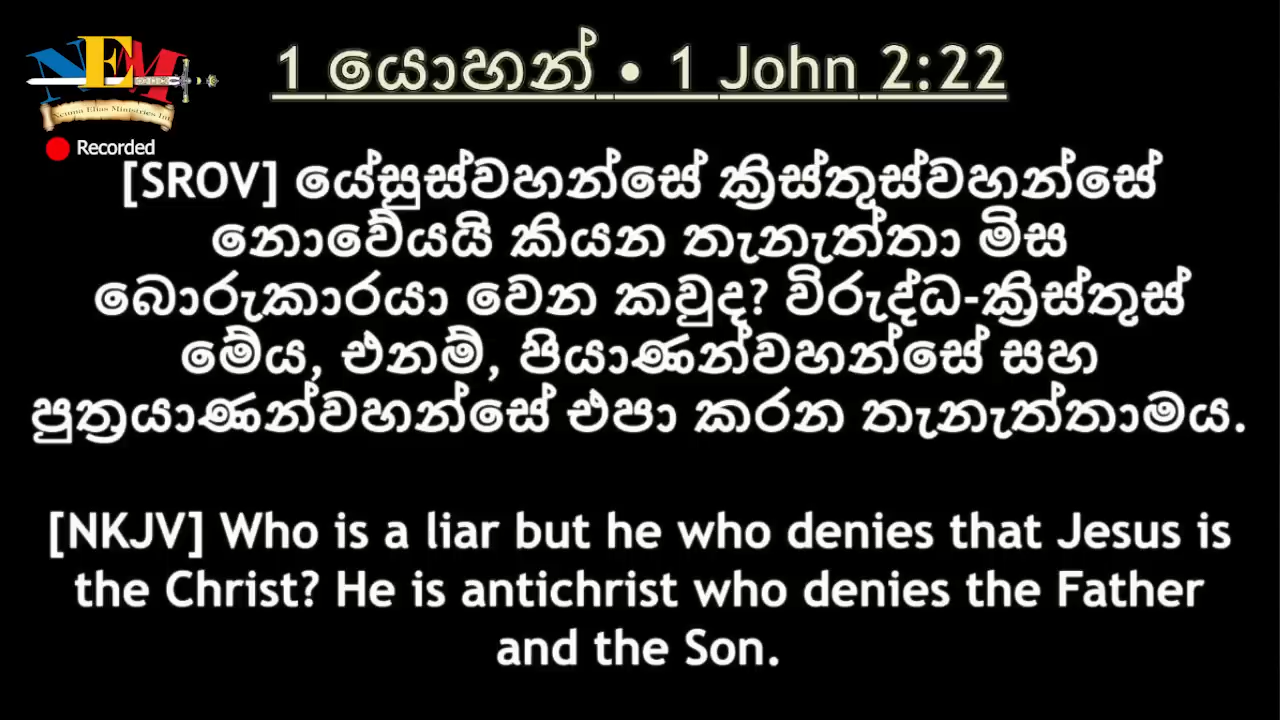 NEM
Ministries Int
Recorded
1 යොහන් • 1 John 2:22
[SROV] යේසුස්වහන්සේ ක්‍රිස්තුස්වහන්සේ
නොවේයයි කියන තැනැත්තා මිස
බොරුකාරයා වෙන කවුද? විරුද්ධ-ක්‍රිස්තුස්
මේය, එනම්, පියාණන්වහන්සේ සහ
පුත්‍රයාණන්වහන්සේ එපා කරන තැනැත්තාමය.
[NKJV] Who is a liar but he who denies that Jesus is
the Christ? He is antichrist who denies the Father
and the Son.